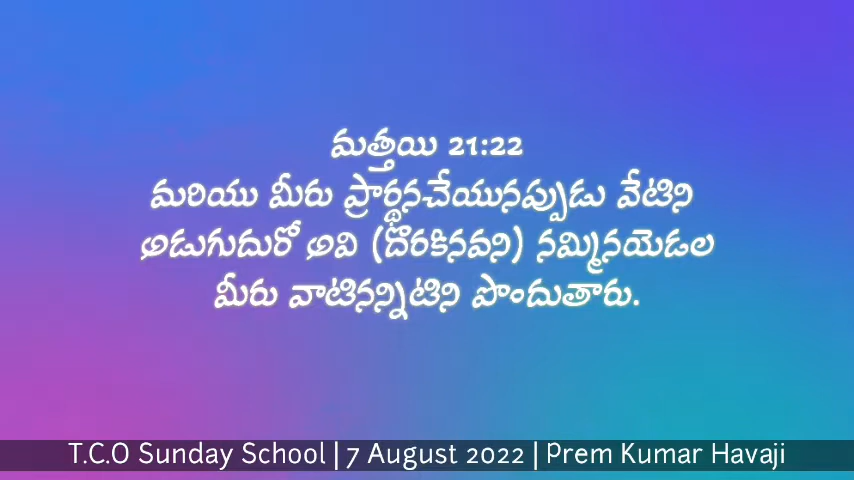 మత్తయి 21:22
మరియు మీరు ప్రార్థనచేయునప్పుడు వేటిని
అడుగుదురో అవి (దొరకినవని) నమ్మినయెడల
మీరు వాటినన్నిటిని పొందుతారు.
T.C.O Sunday School | 7 August 2022 | Prem Kumar Havaji